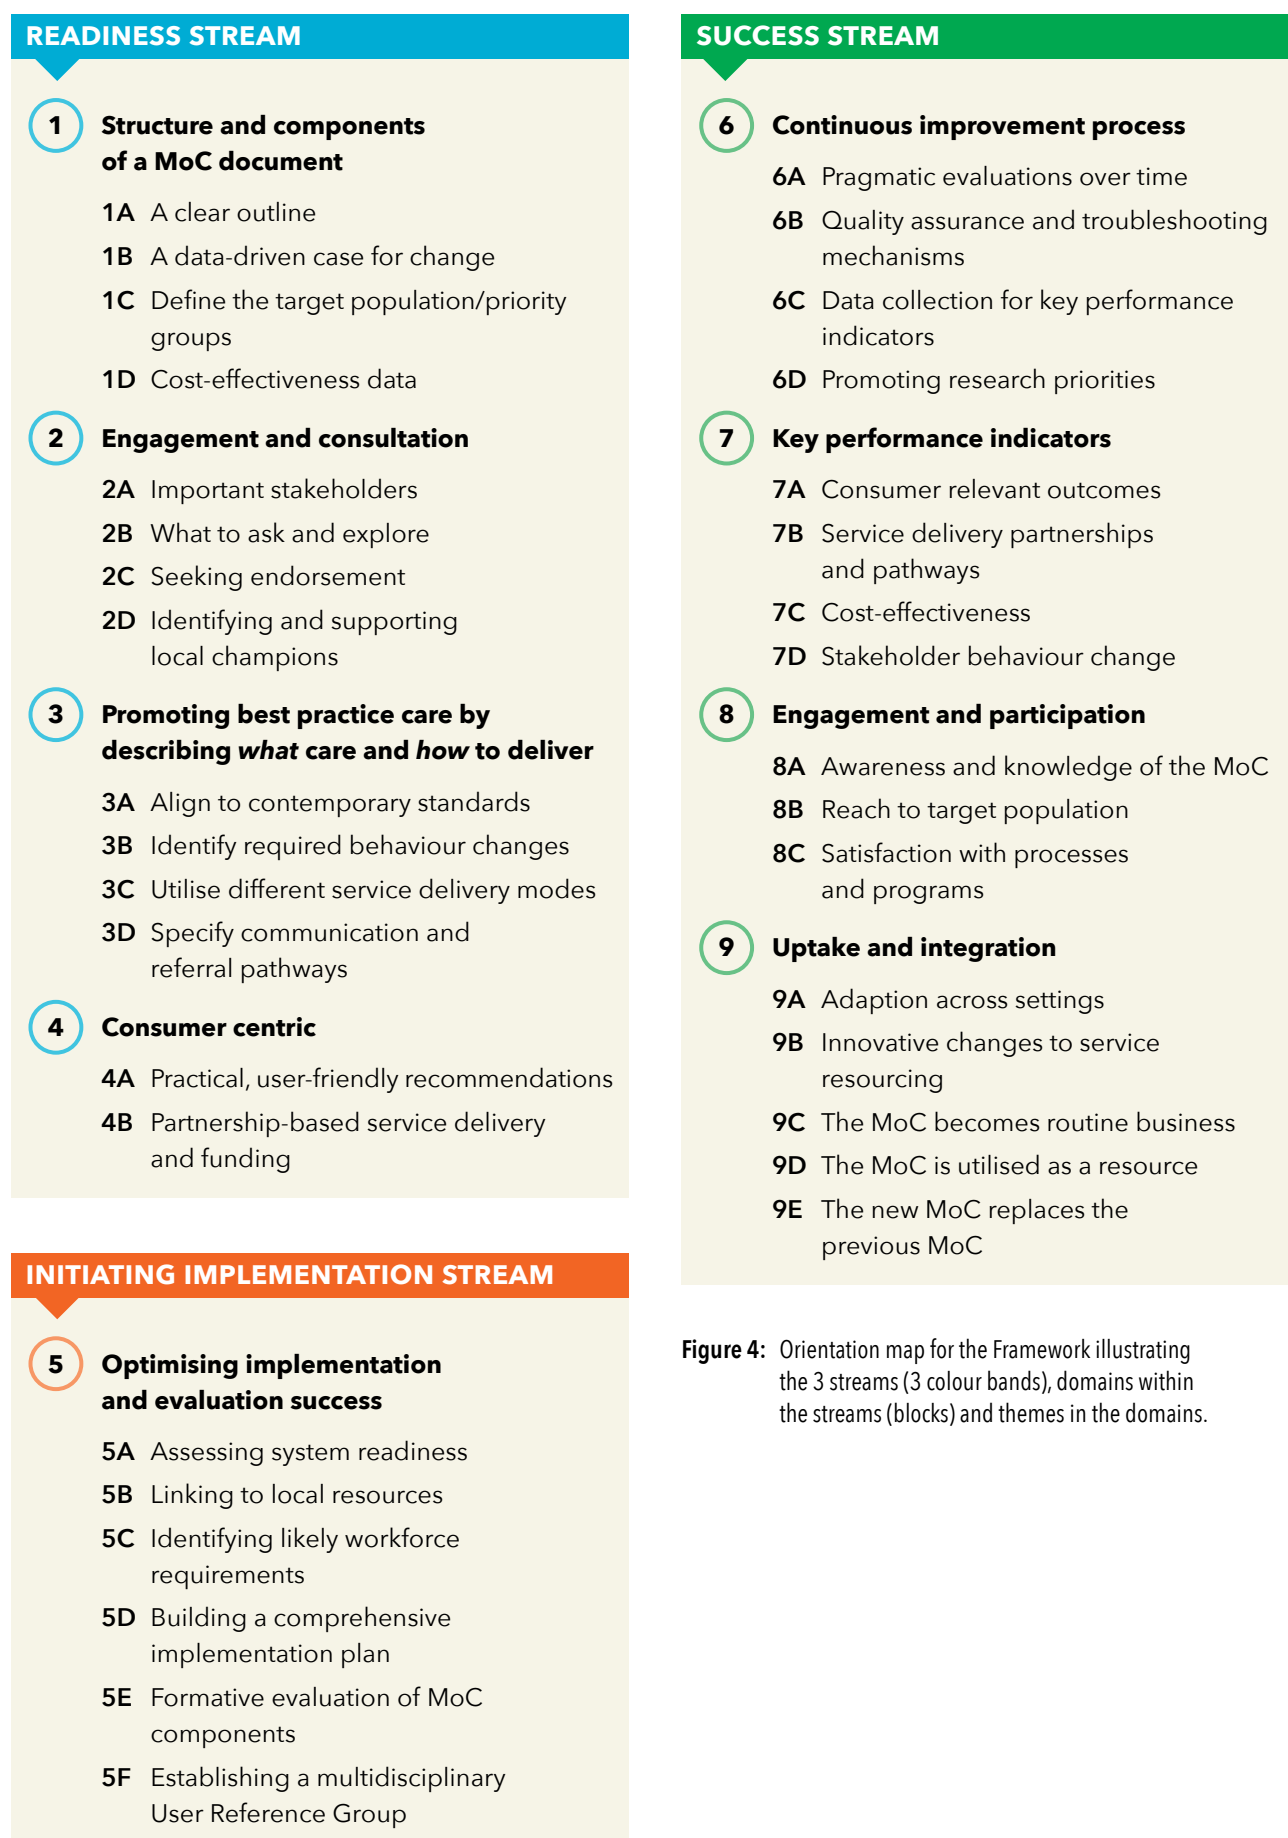 READINESS STREAM
1 Structure and components
of a MoC document
1A A clear outline
1B A data-driven case for change
1C Define the target population/priority
groups
1D Cost-effectiveness data
2 Engagement and consultation
2A Important stakeholders
2B What to ask and explore
2C Seeking endorsement
2D Identifying and supporting
local champions
3 Promoting best practice care by
describing what care and how to deliver
3A Align to contemporary standards
3B Identify required behaviour changes
3C Utilise different service delivery modes
3D Specify communication and
referral pathways
4 Consumer centric
4A Practical, user-friendly recommendations
4B Partnership-based service delivery
and funding
INITIATING IMPLEMENTATION STREAM
5 Optimising implementation
and evaluation success
5A Assessing system readiness
5B Linking to local resources
5C Identifying likely workforce
requirements
5D Building a comprehensive
implementation plan
5E Formative evaluation of MoC
components
5F Establishing a multidisciplinary
User Reference Group
SUCCESS STREAM
6 Continuous improvement process
6A Pragmatic evaluations over time
6B Quality assurance and troubleshooting
mechanisms
6C Data collection for key performance
indicators
6D Promoting research priorities
7 Key performance indicators
7A Consumer relevant outcomes
7B Service delivery partnerships
and pathways
7C Cost-effectiveness
7D Stakeholder behaviour change
8 Engagement and participation
8A Awareness and knowledge of the MoC
8B Reach to target population
8C Satisfaction with processes
and programs
9 Uptake and integration
9A Adaption across settings
9B Innovative changes to service
resourcing
9C The MoC becomes routine business
9D The MoC is utilised as a resource
9E The new MoC replaces the
previous MoC
Figure 4: Orientation map for the Framework illustrating
the 3 streams (3 colour bands), domains within
the streams (blocks) and themes in the domains.